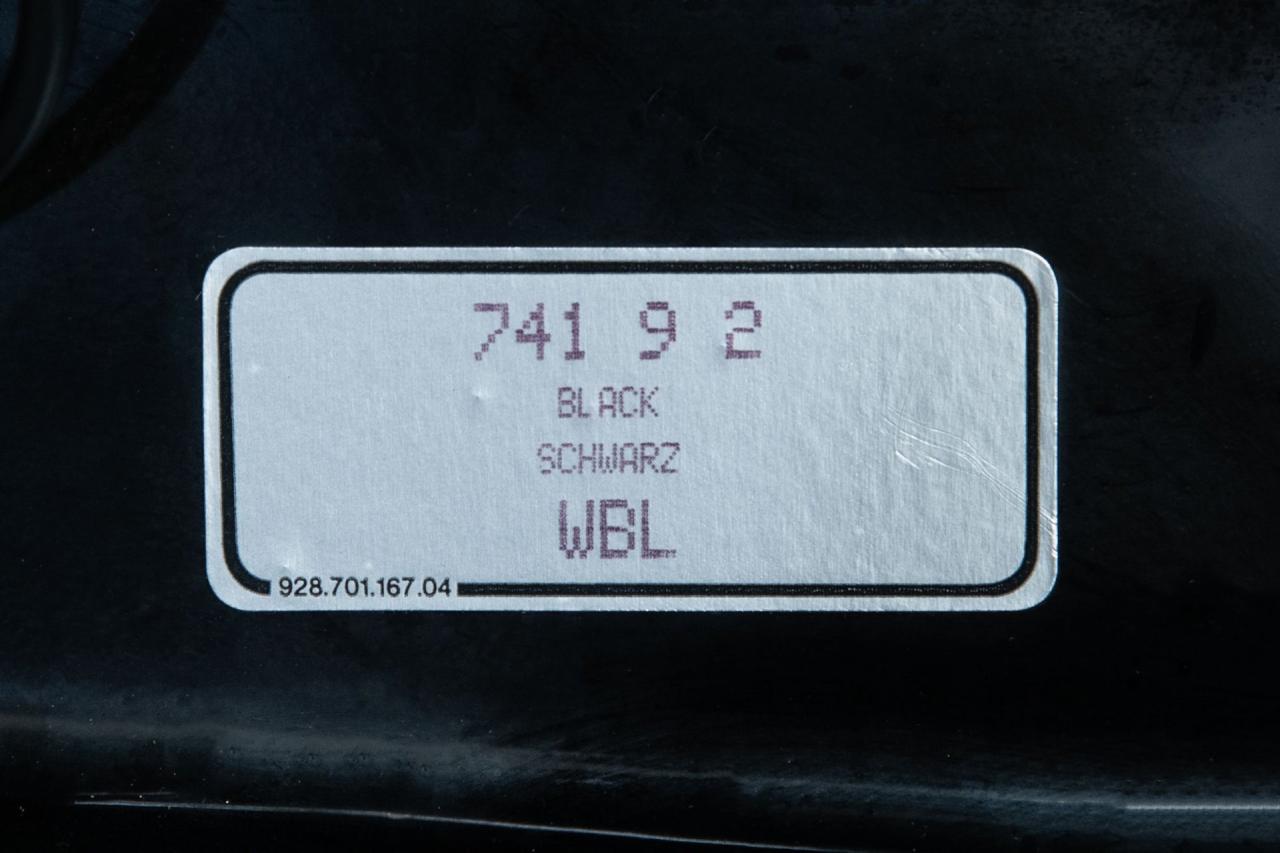 741 9 2
BLACK
SCHWARZ
WBL
928.701.167.04